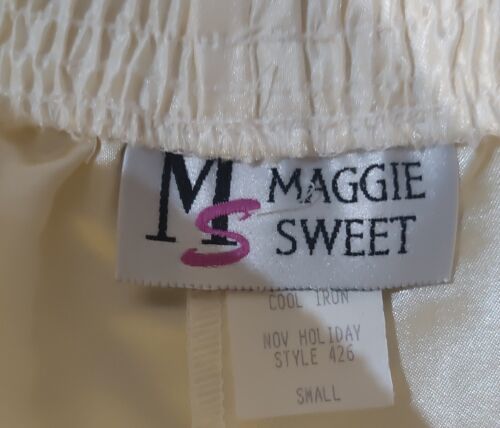 MS MAGGIE
SWEET
COOL IRON
NOV HOLIDAY
STYLE 426
SMALL